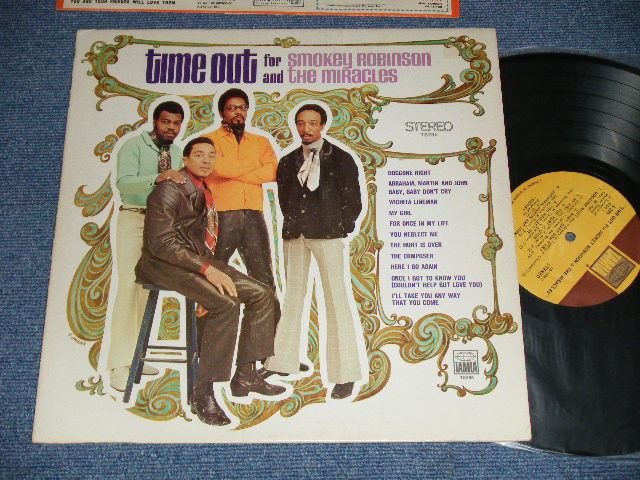 YOU AND YOUR FRIENDS WILL LOVE THEM
time out for smokey robinson
and the miracles
STEREO
DOGGONE RIGHT
ABRAHAM, MARTIN AND JOHN
BABY, BABY DON'T CRY
WICHITA LINEMAN
MY GIRL
FOR ONCE IN MY LIFE
YOU NEGLECT ME
THE HURT IS OVER
THE COMPOSER
HERE I GO AGAIN
ONCE I GOT TO KNOW YOU
(COULDN'T HELP BUT LOVE YOU)
I'LL TAKE YOU ANY WAY
THAT YOU COME
TAMLA